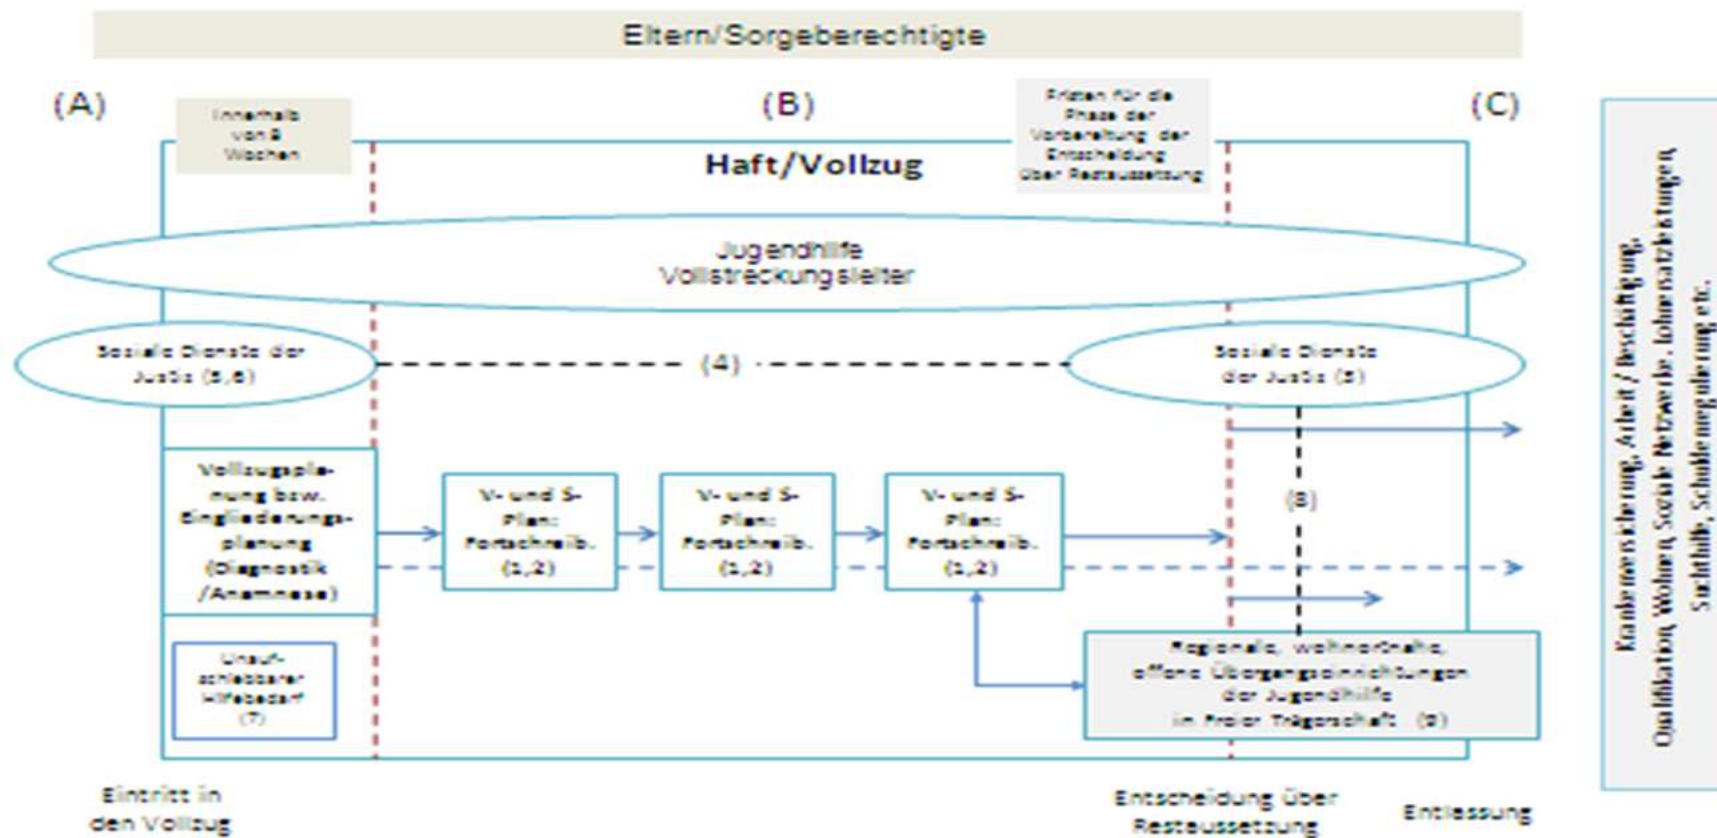 Eltern/Sorgeberechtigte
(A)
Innerhalb
von 8
Wochen
(B)
Fristen für die
Phase der
Vorbereitung der
Entscheidung
über Restaussetzung
(C)
Haft/Vollzug
Jugendhilfe
Vollstreckungsleiter
Soziale Dienste der
Justiz (5,6)
(4)
Soziale Dienste
der Justiz (5)
Vollzugspla-
nung bzw.
Eingliederungs-
planung
(Diagnostik
/Anamnese)
V- und S-
Plan:
Fortschreib.
(1,2)
V- und S-
Plan:
Fortschreib.
(1,2)
V- und S-
Plan:
Fortschreib.
(1,2)
(8)
Unauf-
schiebbarer
Hilfebedarf
(7)
Regionale, wohnortnahe,
offene Übergangseinrichtungen
der Jugendhilfe
in Freier Trägerschaft (9)
Eintritt in
den Vollzug
Entscheidung über
Restaussetzung
Entlassung
Krankenversicherung, Arbeit / Beschäftigung,
Qualifikation, Wohnen, Soziale Netzwerke, Lohnersatzleistungen,
Suchthilfe, Schuldenregulierung etc.